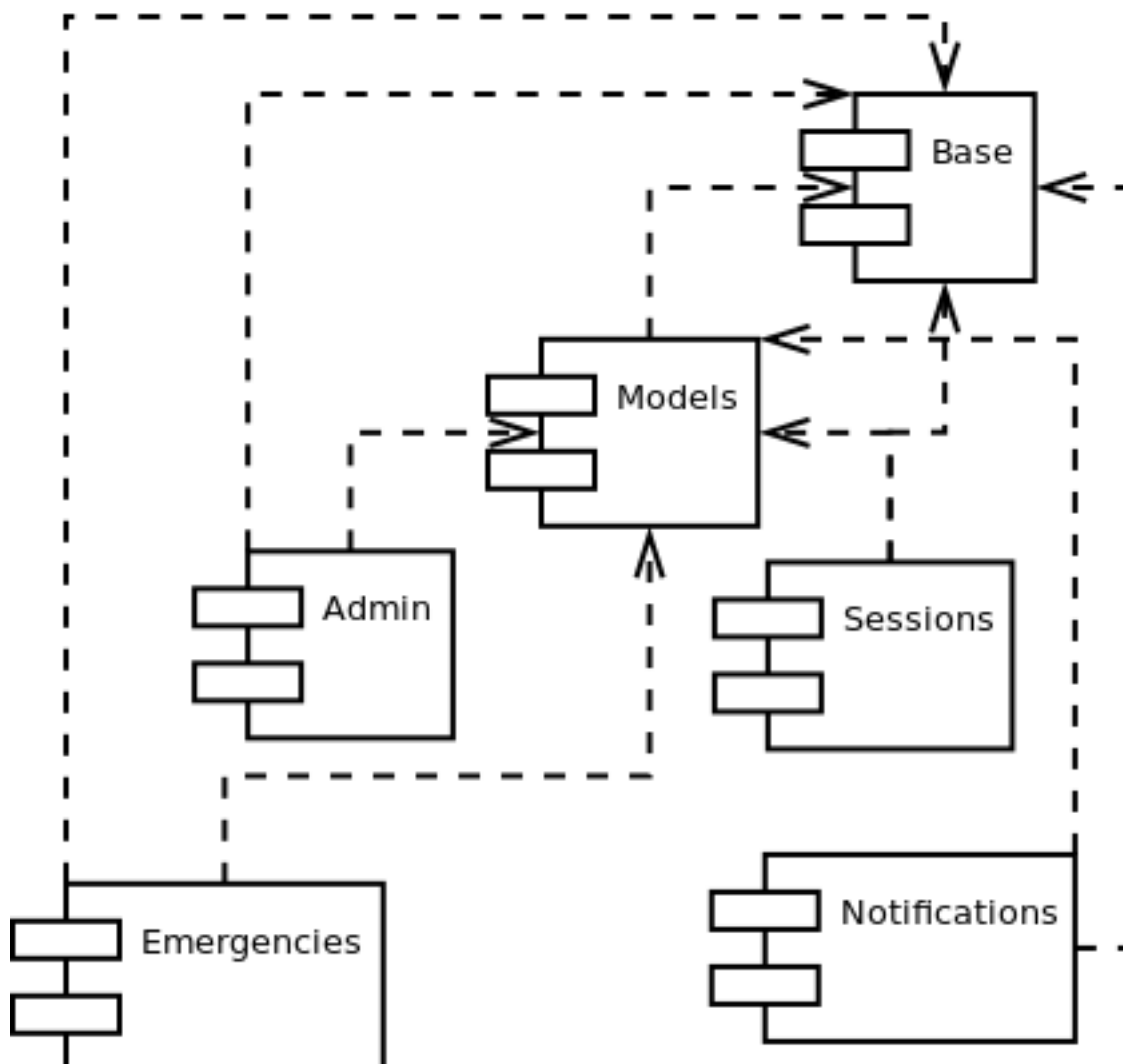 Base
Models
Admin
Sessions
Notifications
Emergencies